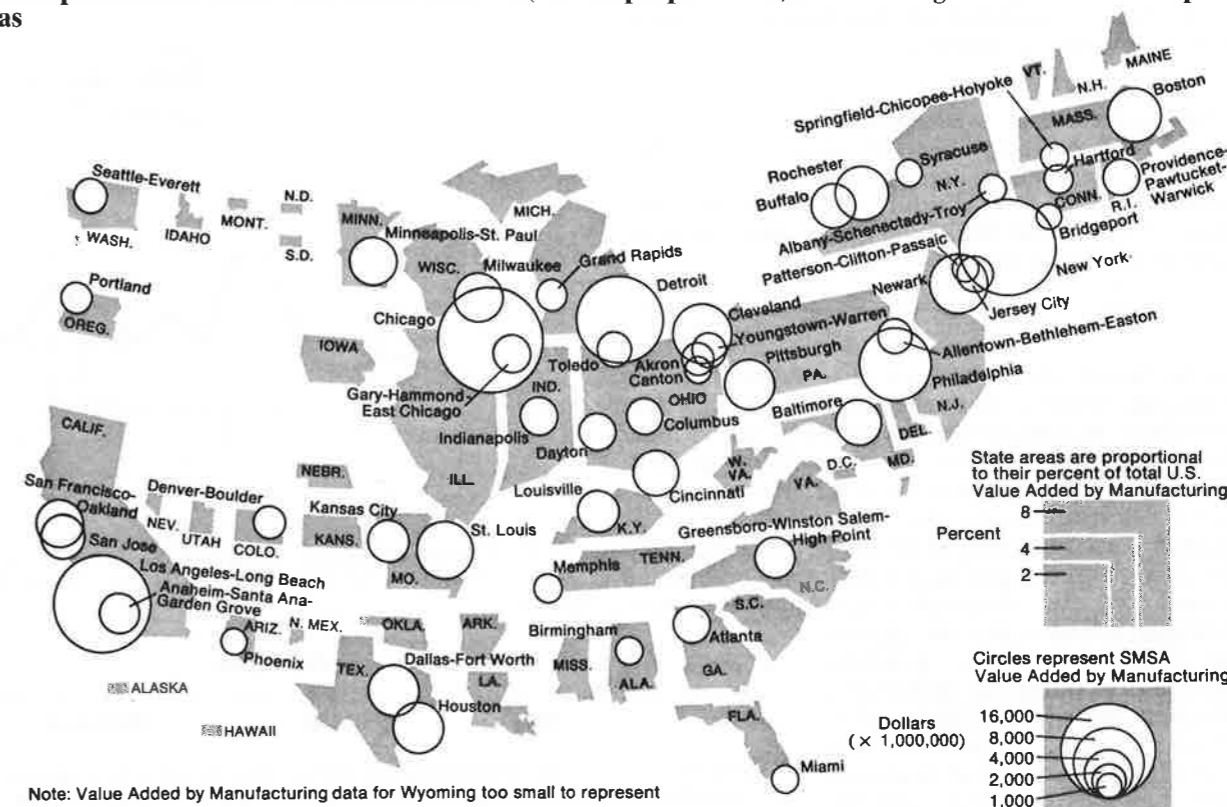 as
MAINE
VT.
N.H.
Boston
Springfield-Chicopee-Holyoke
MASS.
Syracuse
Hartford
Rochester
Providence-
Pawtucket-
Warwick
Buffalo
N.Y.
CONN.
R.I.
Albany-Schenectady-Troy
Bridgeport
Patterson-Clifton-Passaic
New York
Newark
Jersey City
Seattle-Everett
WASH.
IDAHO
MONT.
N.D.
S.D.
MINN.
Minneapolis-St. Paul
MICH.
WISC.
Milwaukee
Grand Rapids
Detroit
Portland
OREG.
Chicago
Cleveland
Youngstown-Warren
Allentown-Bethlehem-Easton
IOWA
Toledo
Akron
Canton
Pittsburgh
PA.
Philadelphia
Gary-Hammond-
East Chicago
IND.
OHIO
N.J.
Indianapolis
Dayton
Columbus
Baltimore
DEL.
CALIF.
NEBR.
ILL.
W.
VA.
D.C.
MD.
State areas are proportional
to their percent of total U.S.
Value Added by Manufacturing
Percent
8
4
2
San Francisco-
Oakland
Denver-Boulder
Kansas City
Louisville
Cincinnati
VA.
NEV.
UTAH
COLO.
KANS.
St. Louis
K.Y.
Greensboro-Winston Salem-
High Point
San Jose
MO.
Memphis
TENN.
N.C.
Los Angeles-Long Beach
Anaheim-Santa Ana-
Garden Grove
S.C.
ARIZ.
N. MEX.
OKLA.
ARK.
Birmingham
Atlanta
Phoenix
TEX.
Dallas-Fort Worth
MISS.
ALA.
GA.
LA.
ALASKA
Houston
HAWAII
FLA.
Miami
Circles represent SMSA
Value Added by Manufacturing
Dollars
(× 1,000,000)
16,000
8,000
4,000
2,000
1,000
Note: Value Added by Manufacturing data for Wyoming too small to represent